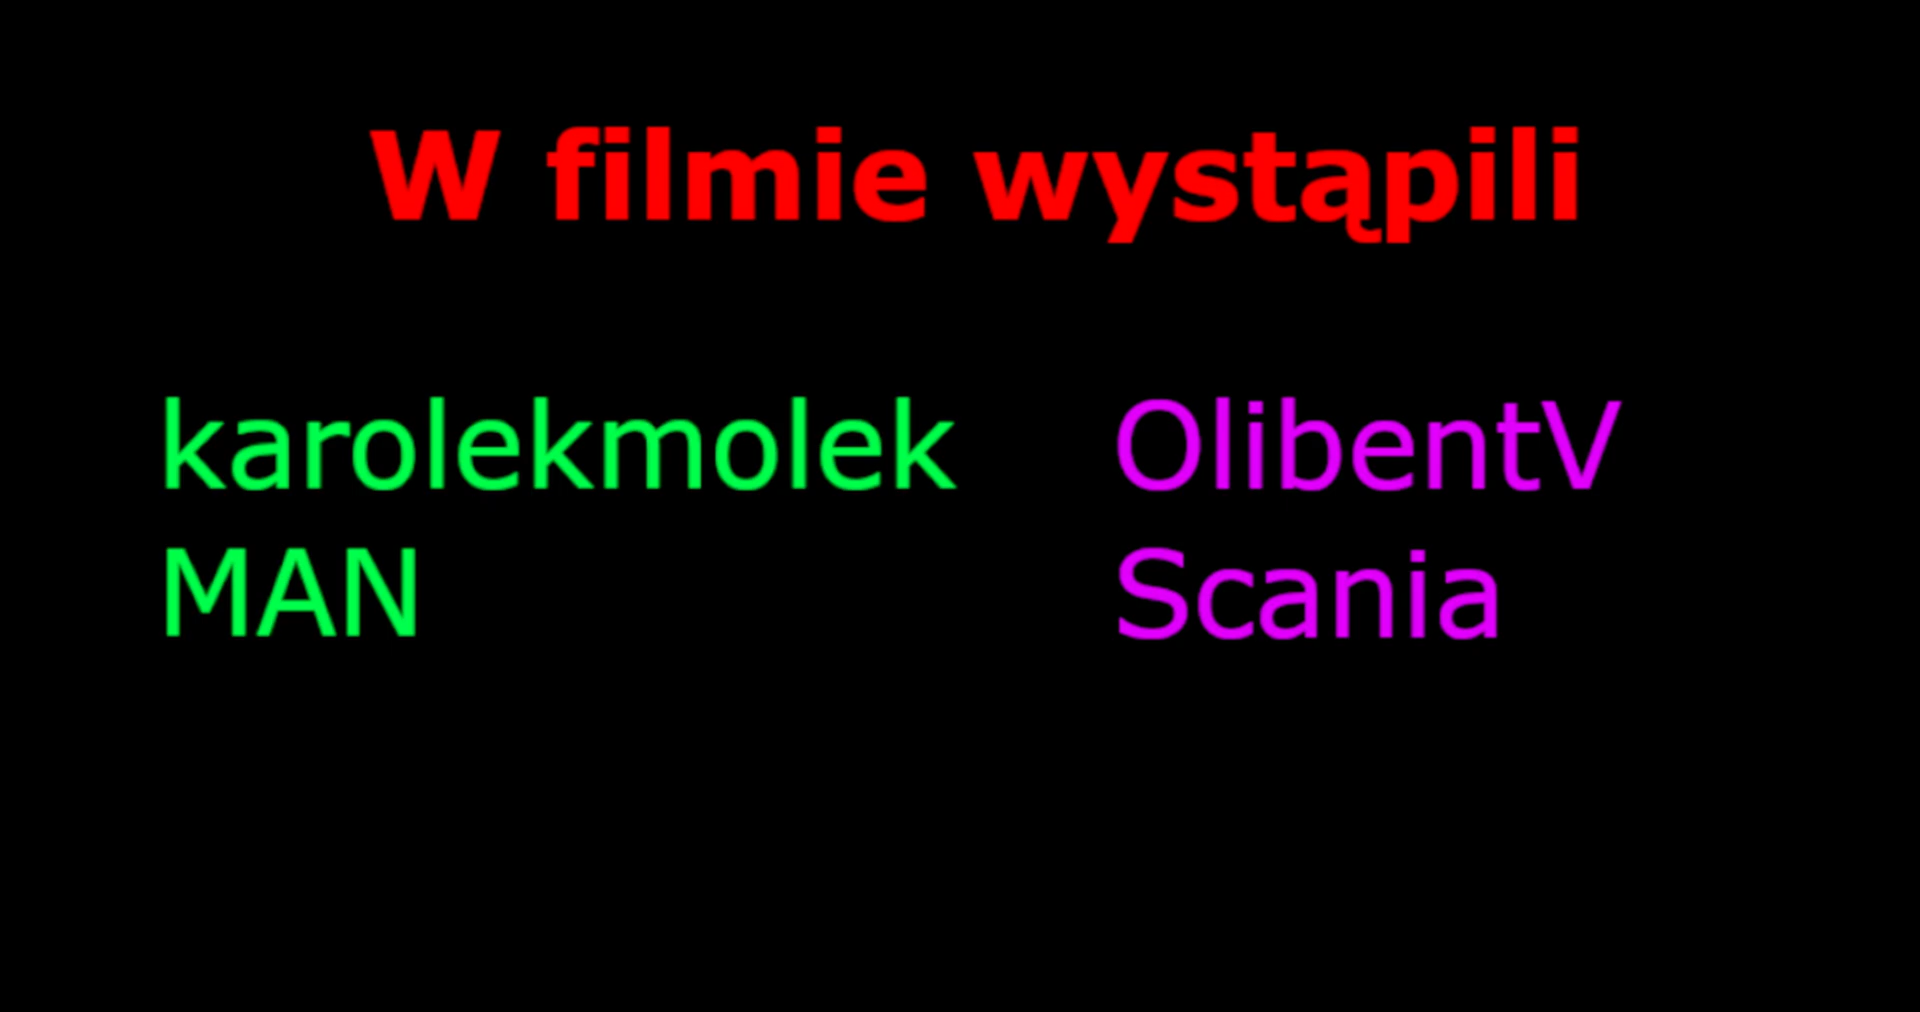 W filmie wystąpili
karolekmolek
MAN
OlibentV
Scania